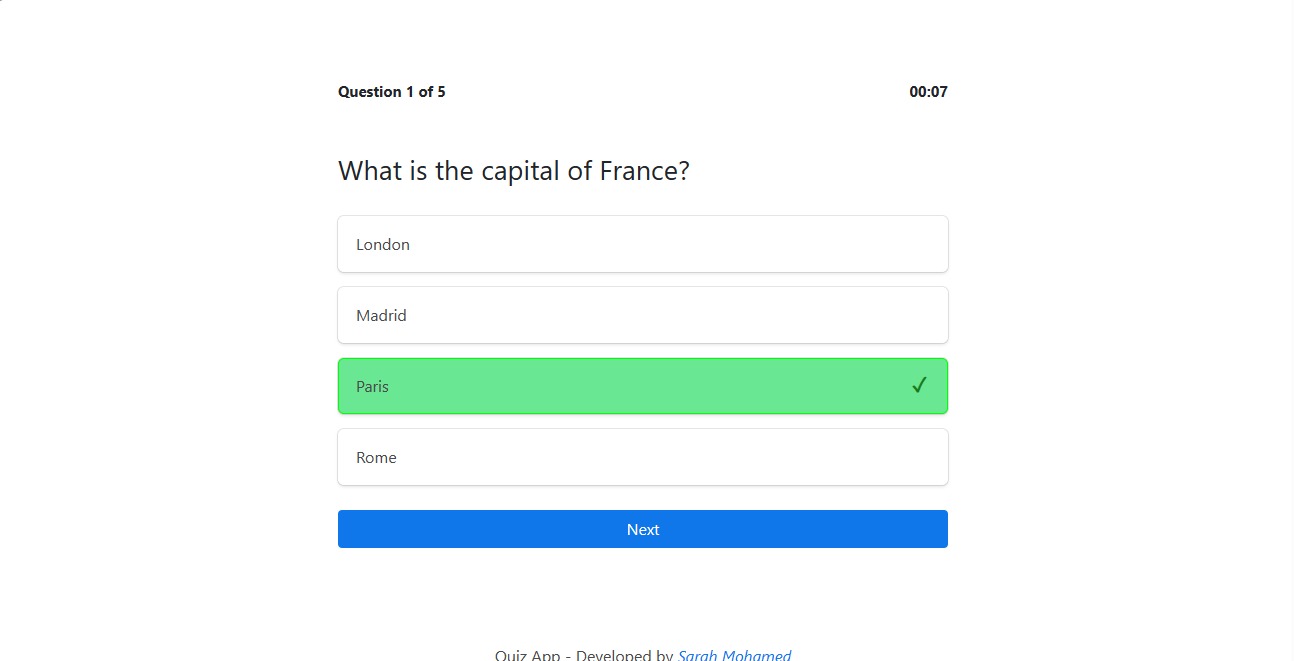 Question 1 of 5 00:07
What is the capital of France?
London
Madrid
Paris ✓
Rome
Next
Quiz App - Developed by Sarah Mohamed